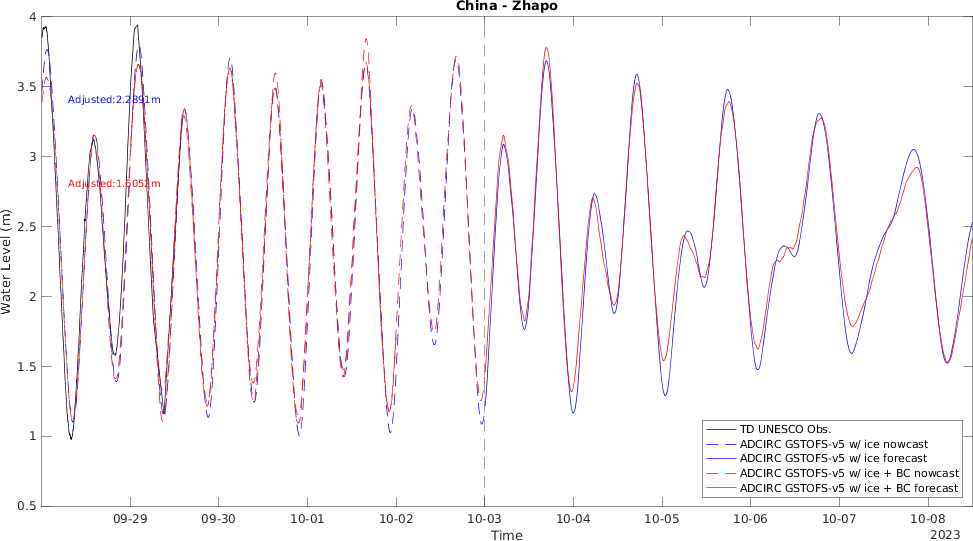 China - Zhapo
Water Level (m)
4
3.5
3
2.5
2
1.5
1
0.5
Adjusted:2.2891m
Adjusted:1.6052m
TD UNESCO Obs.
ADCIRC GSTOFS-v5 w/ ice nowcast
ADCIRC GSTOFS-v5 w/ ice forecast
ADCIRC GSTOFS-v5 w/ ice + BC nowcast
ADCIRC GSTOFS-v5 w/ ice + BC forecast
09-29 09-30 10-01 10-02 10-03 10-04 10-05 10-06 10-07 10-08
2023
Time